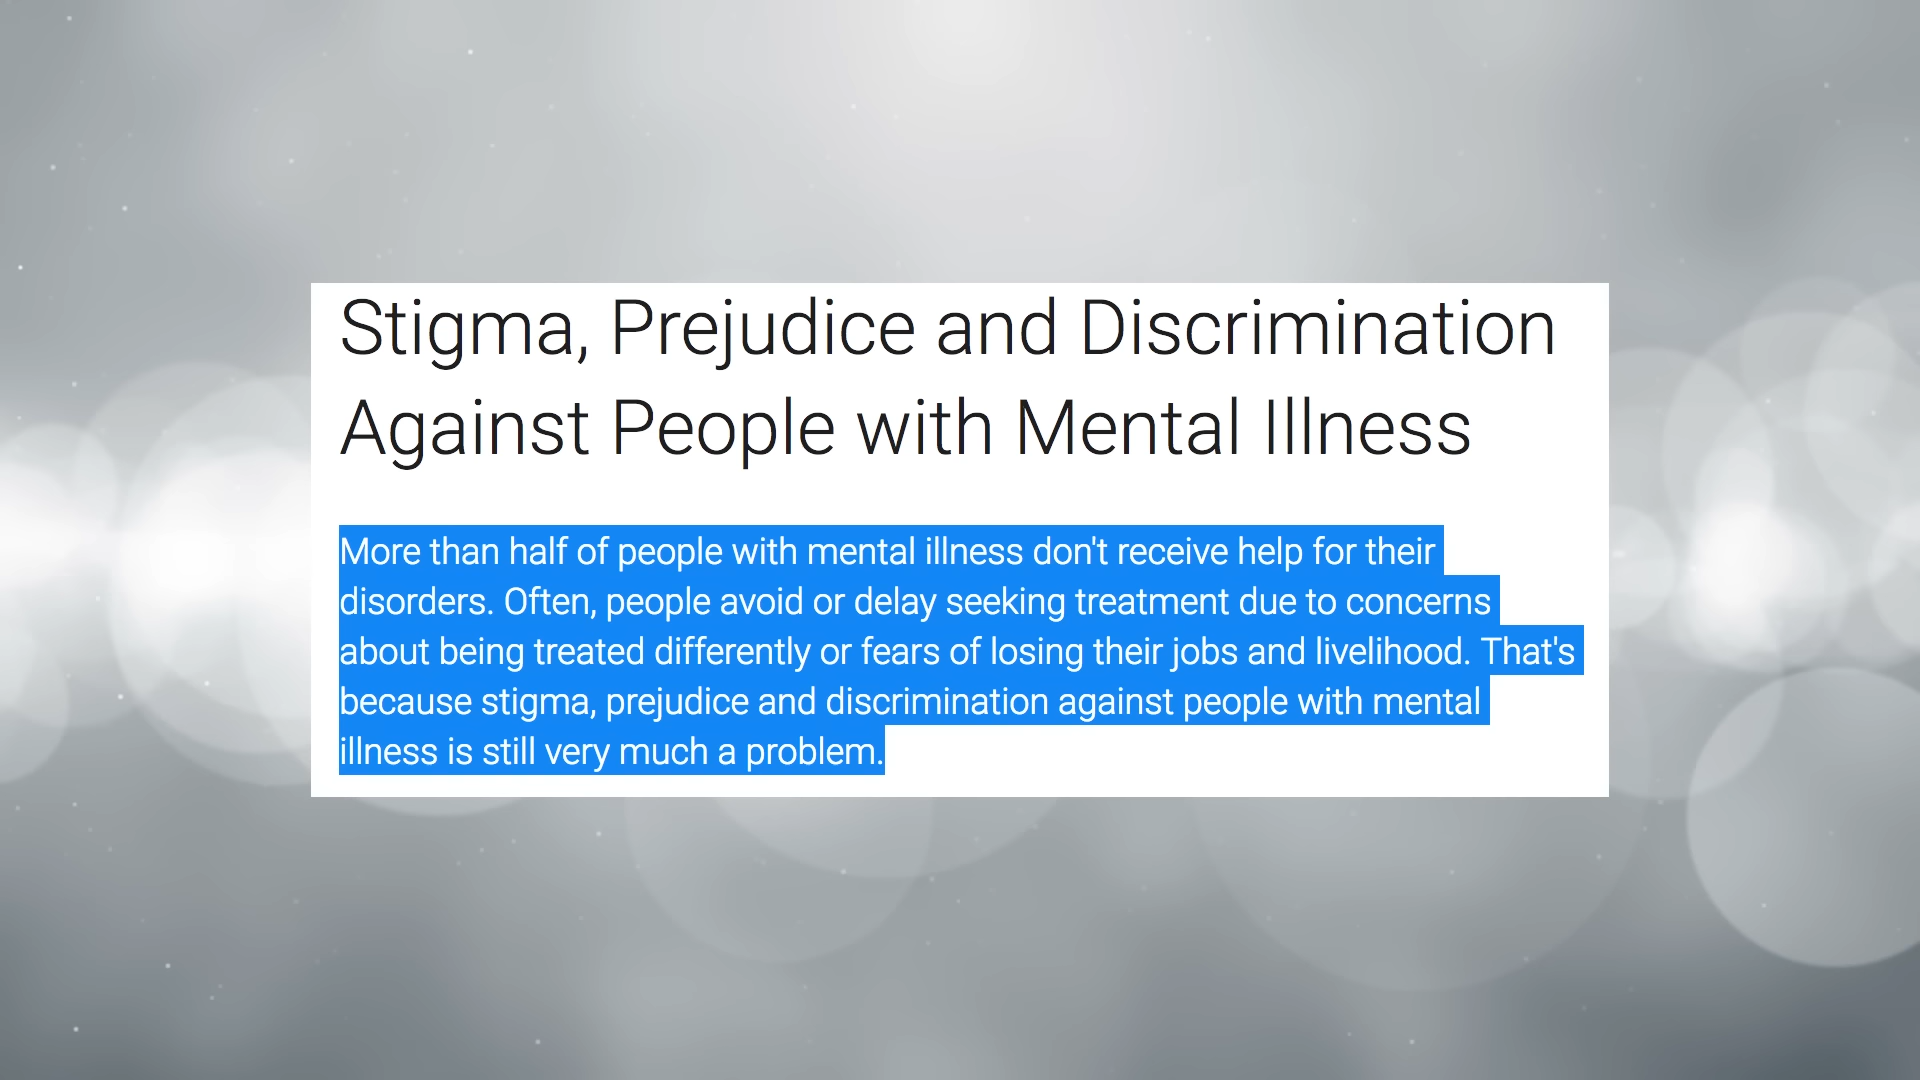 Stigma, Prejudice and Discrimination
Against People with Mental Illness
More than half of people with mental illness don't receive help for their
disorders. Often, people avoid or delay seeking treatment due to concerns
about being treated differently or fears of losing their jobs and livelihood. That's
because stigma, prejudice and discrimination against people with mental
illness is still very much a problem.